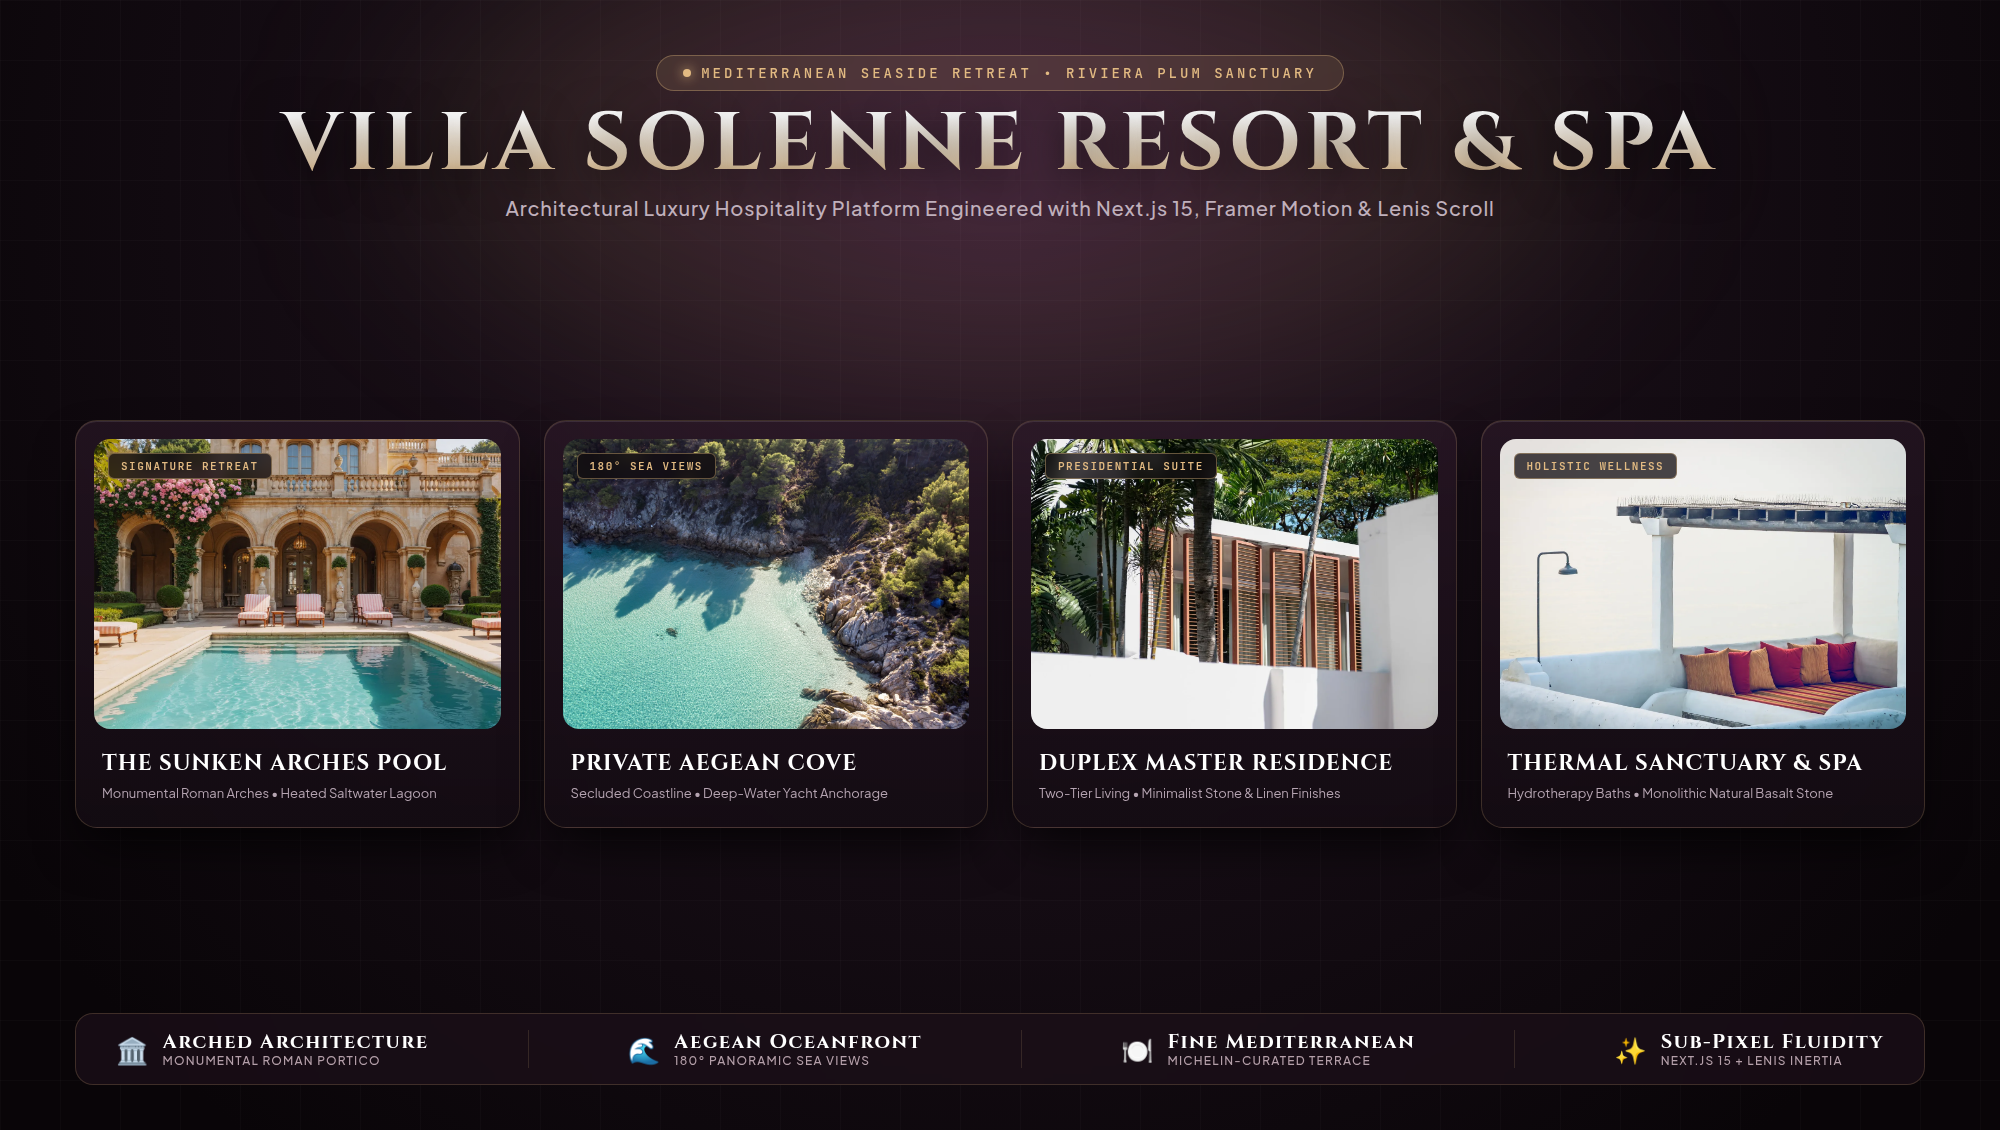 MEDITERRANEAN SEASIDE RETREAT • RIVIERA PLUM SANCTUARY
VILLA SOLENNE RESORT & SPA
Architectural Luxury Hospitality Platform Engineered with Next.js 15, Framer Motion & Lenis Scroll
SIGNATURE RETREAT
THE SUNKEN ARCHES POOL
Monumental Roman Arches • Heated Saltwater Lagoon
180° SEA VIEWS
PRIVATE AEGEAN COVE
Secluded Coastline • Deep-Water Yacht Anchorage
PRESIDENTIAL SUITE
DUPLEX MASTER RESIDENCE
Two-Tier Living • Minimalist Stone & Linen Finishes
HOLISTIC WELLNESS
THERMAL SANCTUARY & SPA
Hydrotherapy Baths • Monolithic Natural Basalt Stone
Arched Architecture
MONUMENTAL ROMAN PORTICO
Aegean Oceanfront
180° PANORAMIC SEA VIEWS
Fine Mediterranean
MICHELIN-CURATED TERRACE
Sub-Pixel Fluidity
NEXT.JS 15 + LENIS INERTIA